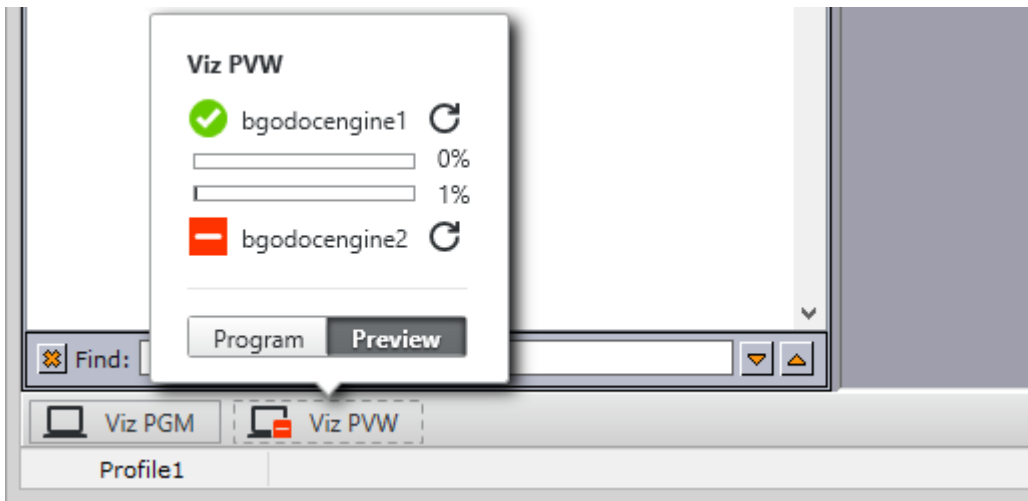 Viz PVW
bgodocengine1
0%
1%
bgodocengine2
Program Preview
Find:
Viz PGM Viz PVW
Profile1